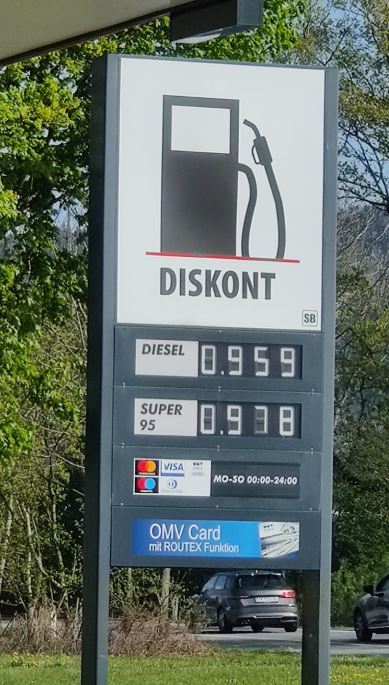 DISKONT
SB
DIESEL 0.959
SUPER 95 0.978
VISA
MO-SO 00:00-24:00
OMV Card
mit ROUTEX Funktion